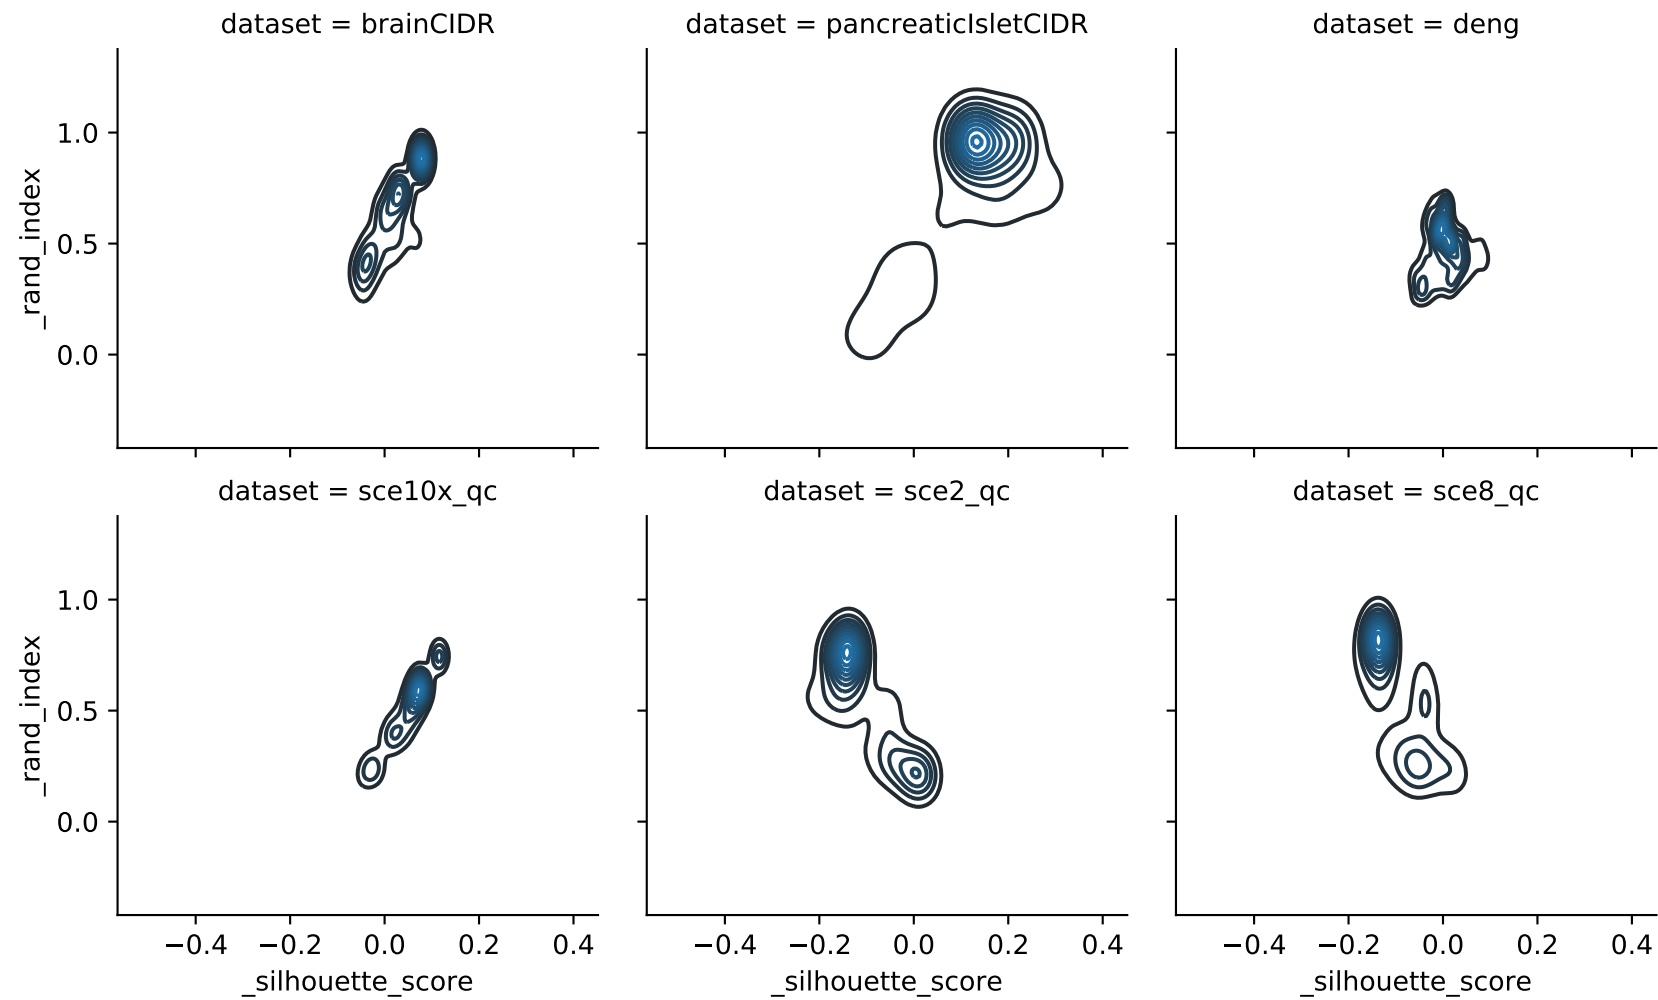 dataset = brainCIDR
dataset = pancreaticIsletCIDR
dataset = deng
1.0
0.5
0.0
_rand_index
dataset = sce10x_qc
dataset = sce2_qc
dataset = sce8_qc
1.0
0.5
0.0
_rand_index
−0.4 −0.2 0.0 0.2 0.4
−0.4 −0.2 0.0 0.2 0.4
−0.4 −0.2 0.0 0.2 0.4
_silhouette_score
_silhouette_score
_silhouette_score